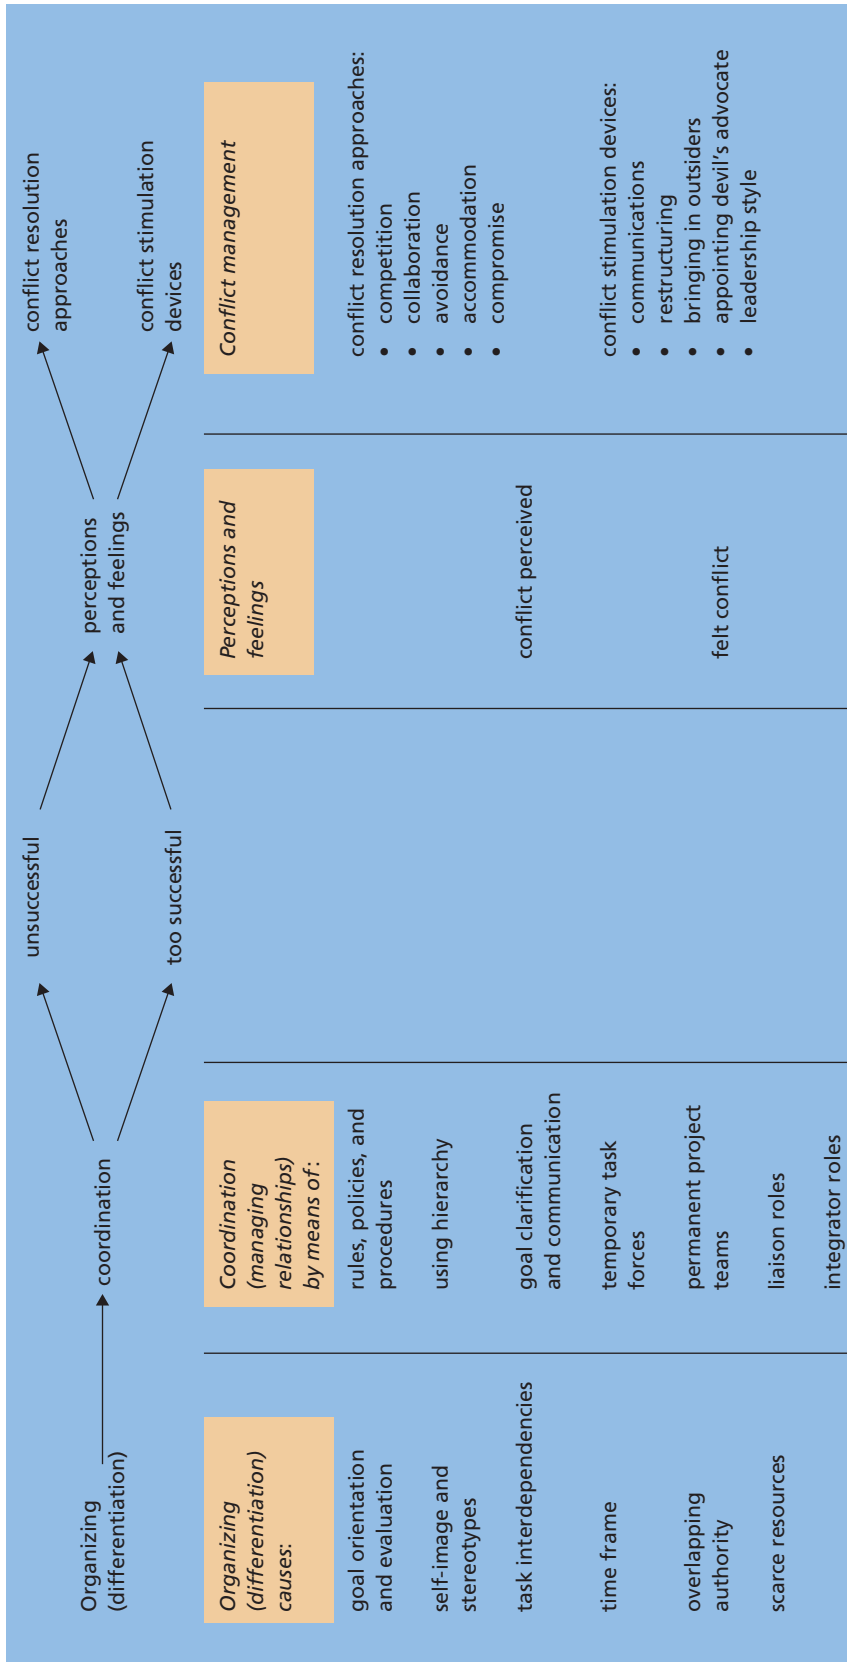 Organizing
(differentiation)
coordination
unsuccessful
too successful
perceptions
and feelings
conflict resolution
approaches
conflict stimulation
devices
Organizing
(differentiation)
causes:
goal orientation
and evaluation
self-image and
stereotypes
task interdependencies
time frame
overlapping
authority
scarce resources
Coordination
(managing
relationships)
by means of:
rules, policies, and
procedures
using hierarchy
goal clarification
and communication
temporary task
forces
permanent project
teams
liaison roles
integrator roles
Perceptions and
feelings
conflict perceived
felt conflict
Conflict management
conflict resolution approaches:
• competition
• collaboration
• avoidance
• accommodation
• compromise
conflict stimulation devices:
• communications
• restructuring
• bringing in outsiders
• appointing devil’s advocate
• leadership style